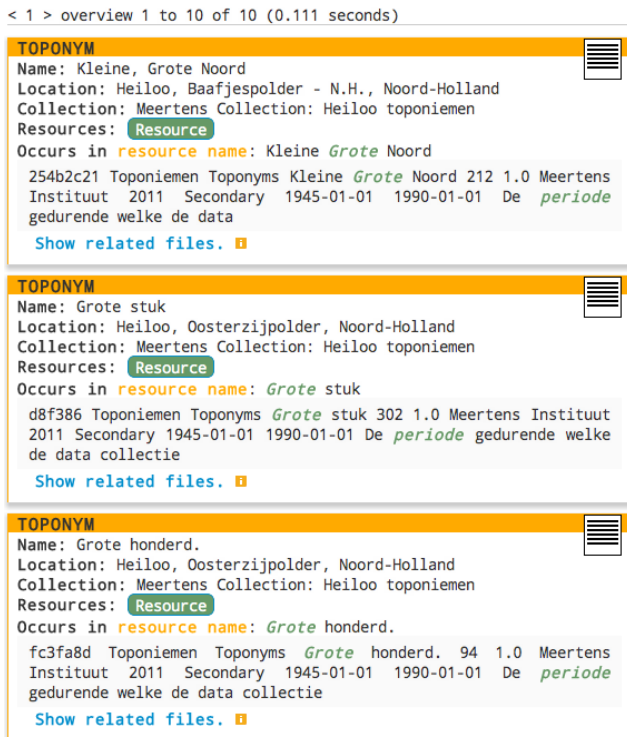 < 1 > overview 1 to 10 of 10 (0.111 seconds)
TOPONYM
Name: Kleine, Grote Noord
Location: Heiloo, Baafjespolder - N.H., Noord-Holland
Collection: Meertens Collection: Heiloo toponiemen
Resources: Resource
Occurs in resource name: Kleine Grote Noord
254b2c21 Toponiemen Toponyms Kleine Grote Noord 212 1.0 Meertens
Instituut 2011 Secondary 1945-01-01 1990-01-01 De periode
gedurende welke de data
Show related files. i
TOPONYM
Name: Grote stuk
Location: Heiloo, Oosterzijpolder, Noord-Holland
Collection: Meertens Collection: Heiloo toponiemen
Resources: Resource
Occurs in resource name: Grote stuk
d8f386 Toponiemen Toponyms Grote stuk 302 1.0 Meertens Instituut
2011 Secondary 1945-01-01 1990-01-01 De periode gedurende welke
de data collectie
Show related files. i
TOPONYM
Name: Grote honderd.
Location: Heiloo, Oosterzijpolder, Noord-Holland
Collection: Meertens Collection: Heiloo toponiemen
Resources: Resource
Occurs in resource name: Grote honderd.
fc3fa8d Toponiemen Toponyms Grote honderd. 94 1.0 Meertens
Instituut 2011 Secondary 1945-01-01 1990-01-01 De periode
gedurende welke de data collectie
Show related files. i